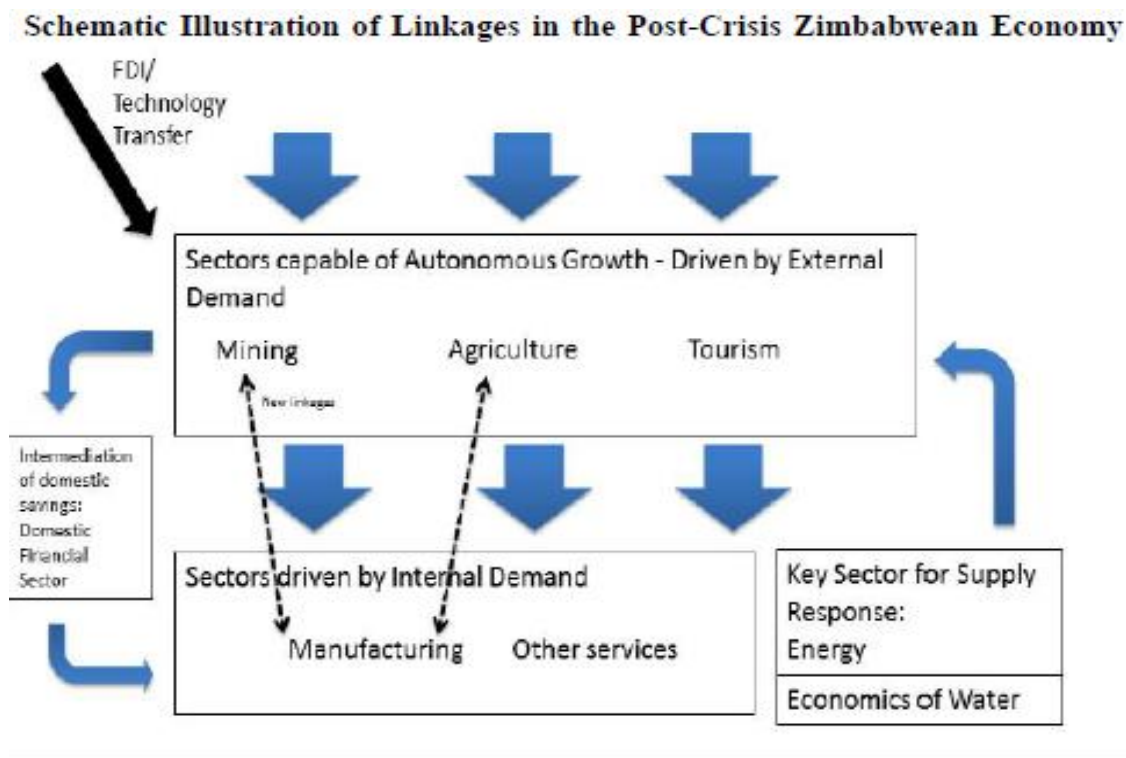 Schematic Illustration of Linkages in the Post-Crisis Zimbabwean Economy
FDI/
Technology
Transfer
Sectors capable of Autonomous Growth - Driven by External
Demand
Mining
Agriculture
Tourism
New linkages
Intermediation
of domestic
savings:
Domestic
Financial
Sector
Sectors driven by Internal Demand
Manufacturing
Other services
Key Sector for Supply
Response:
Energy
Economics of Water